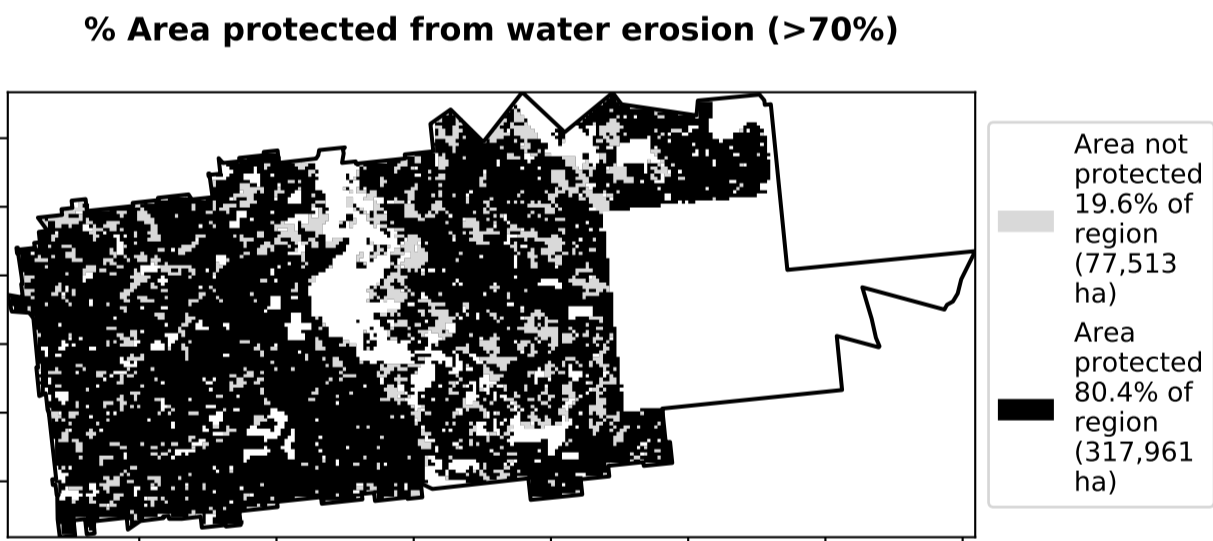 % Area protected from water erosion (>70%)
Area not
protected
19.6% of
region
(77,513
ha)
Area
protected
80.4% of
region
(317,961
ha)